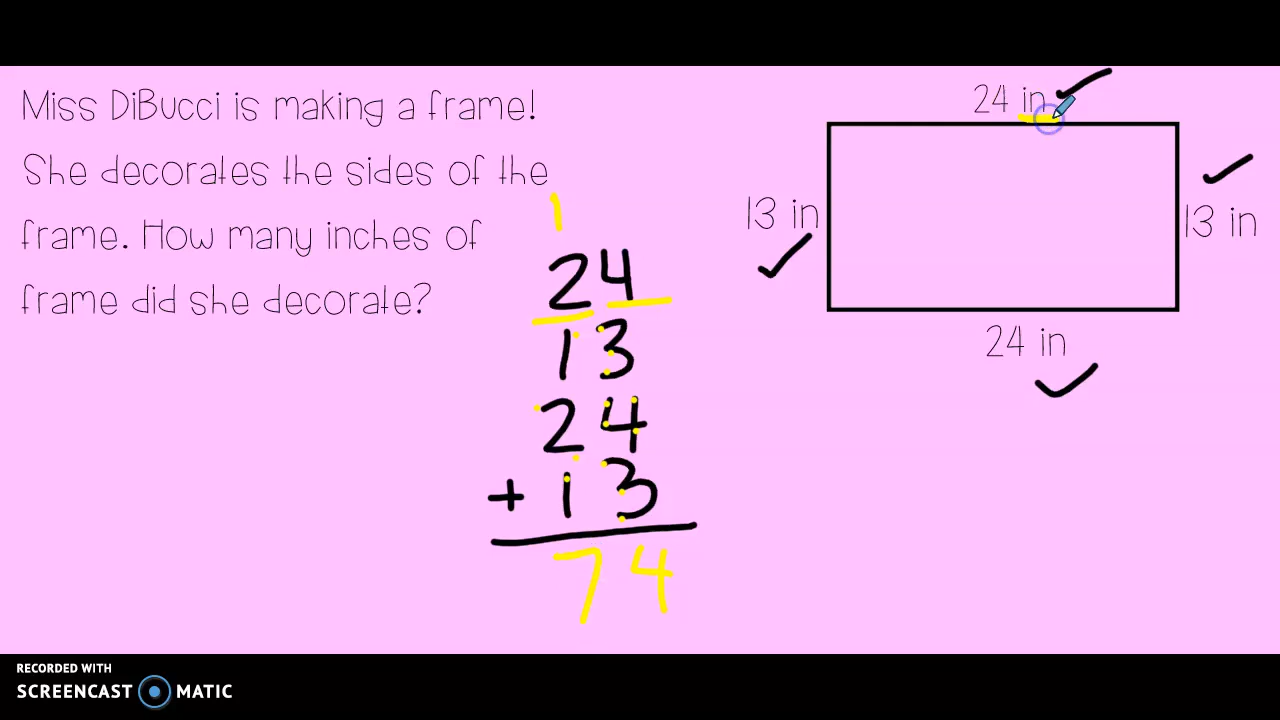 Miss DiBucci is making a frame!
She decorates the sides of the
frame. How many inches of
frame did she decorate?
1
24
13
24
+ 13
74
24 in
13 in
13 in
24 in
RECORDED WITH
SCREENCAST MATIC